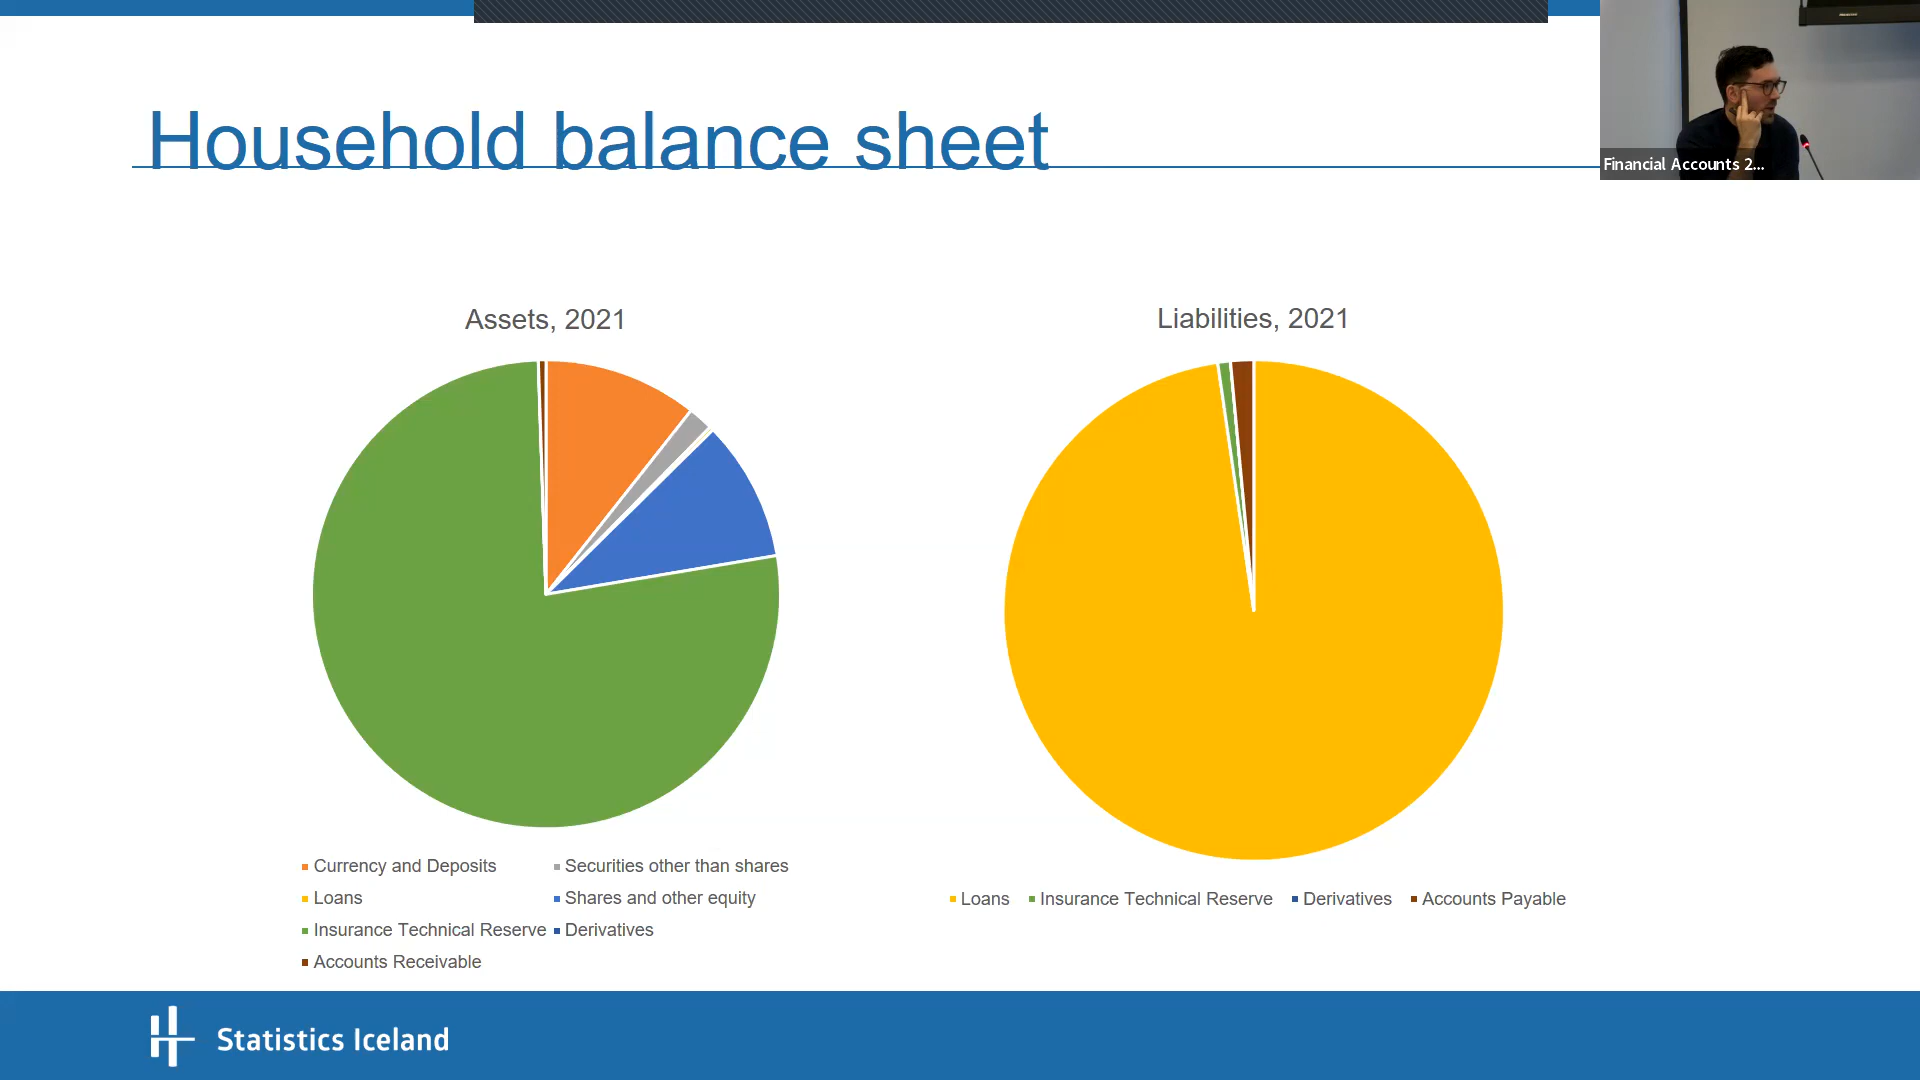 Household balance sheet
Financial Accounts 2...
Assets, 2021
Liabilities, 2021
Currency and Deposits
Securities other than shares
Loans
Shares and other equity
Insurance Technical Reserve
Derivatives
Accounts Receivable
Loans
Insurance Technical Reserve
Derivatives
Accounts Payable
Statistics Iceland